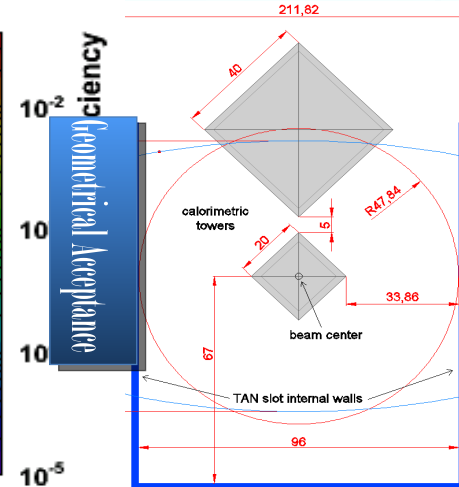 211,82
ciency
40
10-2
Geometrical Acceptance
R47,84
calorimetric
towers
5
10
20
33,86
beam center
67
10
TAN slot internal walls
96
10-5